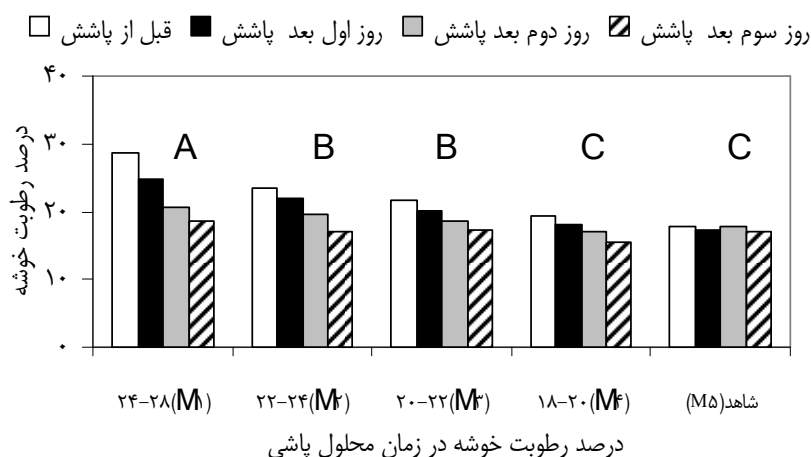 قبل از پاشش روز اول بعد پاشش روز دوم بعد پاشش روز سوم بعد پاشش
درصد رطوبت خوشه
۴۰
۳۰
۲۰
۱۰
۰
A B B C C
۲۴-۲۸(M۱) ۲۲-۲۴(M۲) ۲۰-۲۲(M۳) ۱۸-۲۰(M۴) شاهد(M۵)
درصد رطوبت خوشه در زمان محلول پاشی